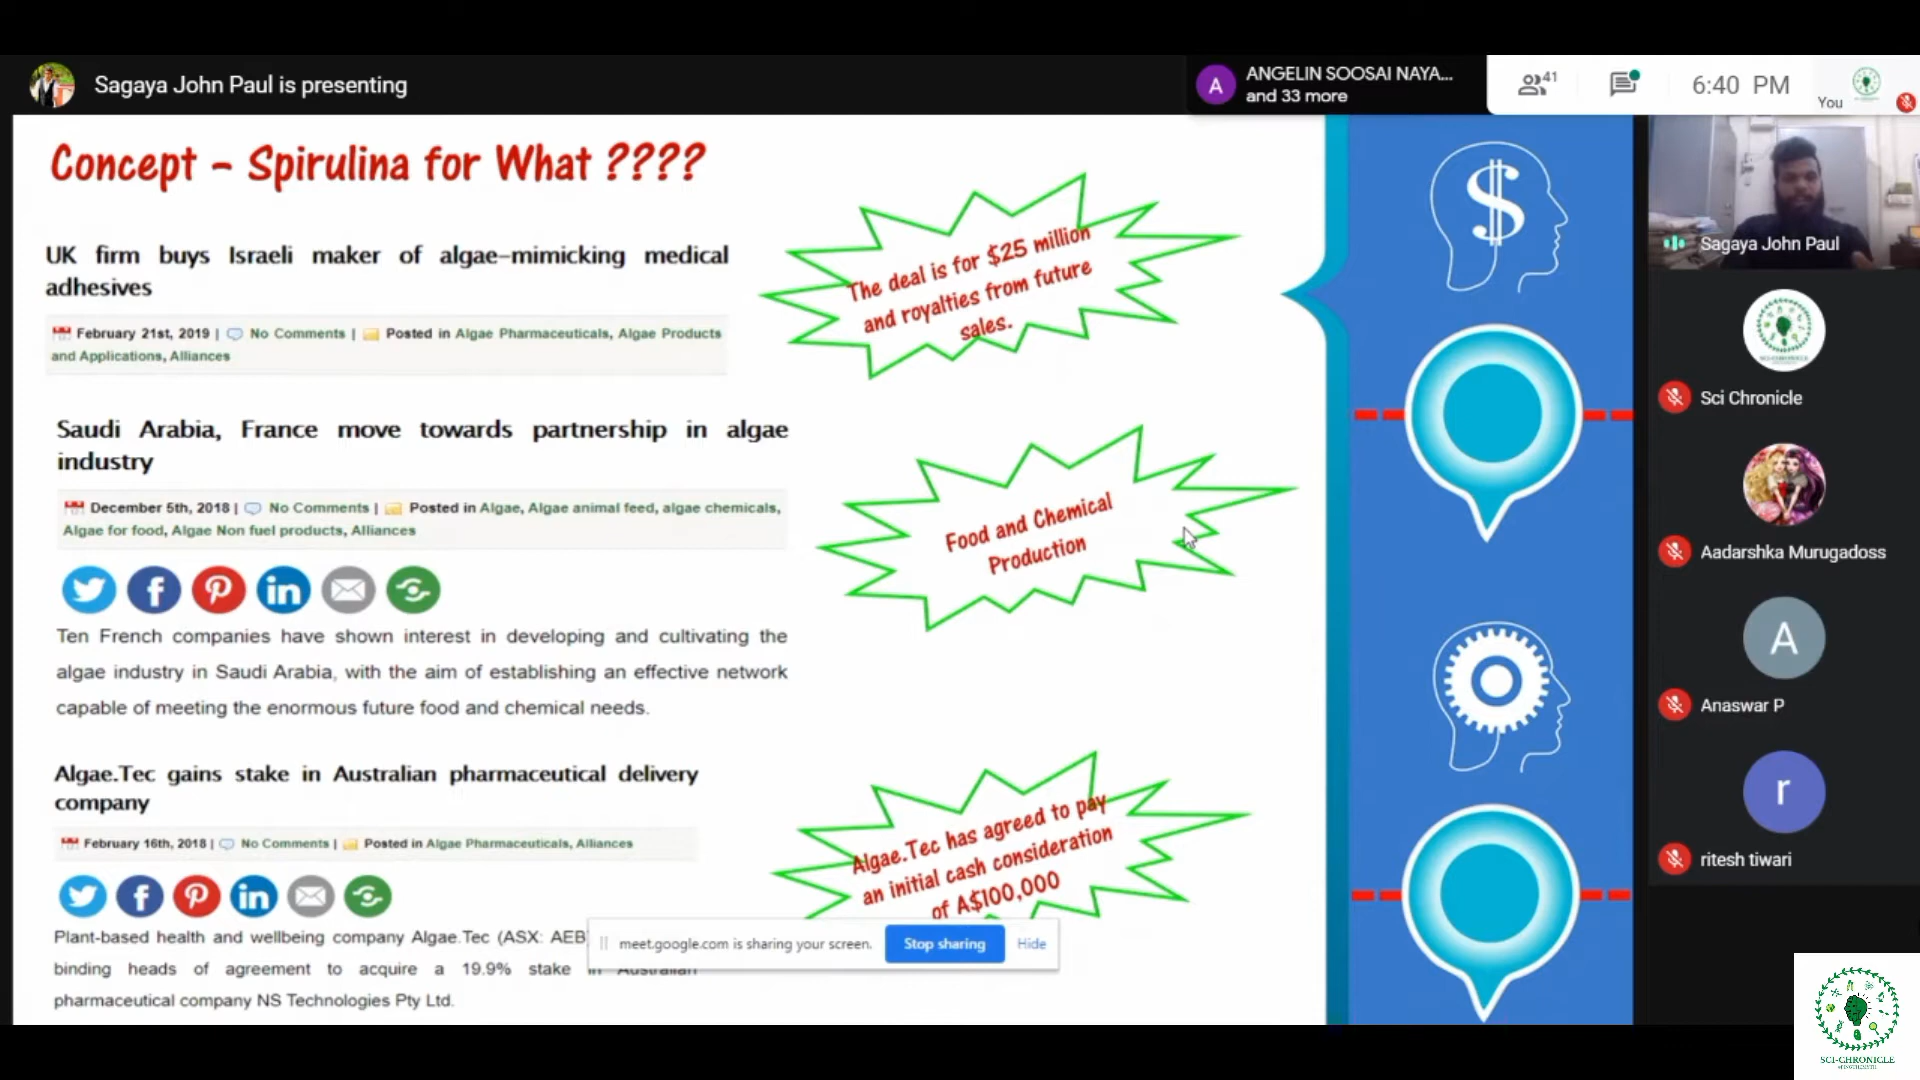 Sagaya John Paul is presenting
A
ANGELIN SOOSAI NAYA...
and 33 more
41
6:40 PM
You
Concept - Spirulina for What ????
UK firm buys Israeli maker of algae-mimicking medical
adhesives
February 21st, 2019 | No Comments | Posted in Algae Pharmaceuticals, Algae Products
and Applications, Alliances
The deal is for $25 million
and royalties from future
sales.
Saudi Arabia, France move towards partnership in algae
industry
December 5th, 2018 | No Comments | Posted in Algae, Algae animal feed, algae chemicals,
Algae for food, Algae Non fuel products, Alliances
Food and Chemical
Production
Ten French companies have shown interest in developing and cultivating the
algae industry in Saudi Arabia, with the aim of establishing an effective network
capable of meeting the enormous future food and chemical needs.
Algae.Tec gains stake in Australian pharmaceutical delivery
company
February 16th, 2018 | No Comments | Posted in Algae Pharmaceuticals, Alliances
Algae.Tec has agreed to pay
an initial cash consideration
of A$100,000
Plant-based health and wellbeing company Algae.Tec (ASX: AEB
binding heads of agreement to acquire a 19.9% stake in Australian
pharmaceutical company NS Technologies Pty Ltd.
meet.google.com is sharing your screen.
Stop sharing
Hide
$
Sagaya John Paul
Sci Chronicle
Aadarshka Murugadoss
A
Anaswar P
r
ritesh tiwari
SCI-CHRONICLE